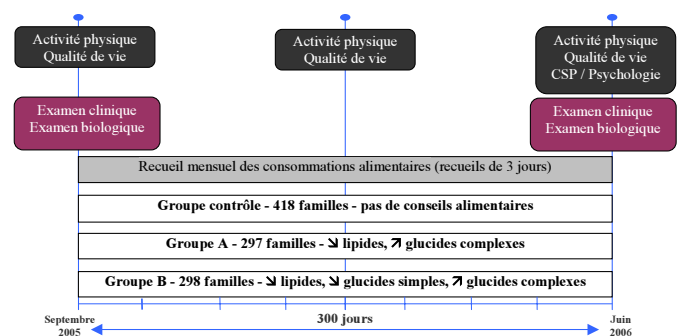 Activité physique
Qualité de vie
Activité physique
Qualité de vie
Activité physique
Qualité de vie
CSP / Psychologie
Examen clinique
Examen biologique
Examen clinique
Examen biologique
Recueil mensuel des consommations alimentaires (recueils de 3 jours)
Groupe contrôle - 418 familles - pas de conseils alimentaires
Groupe A - 297 familles - ↘ lipides, ↗ glucides complexes
Groupe B - 298 familles - ↘ lipides, ↘ glucides simples, ↗ glucides complexes
Septembre
2005
300 jours
Juin
2006